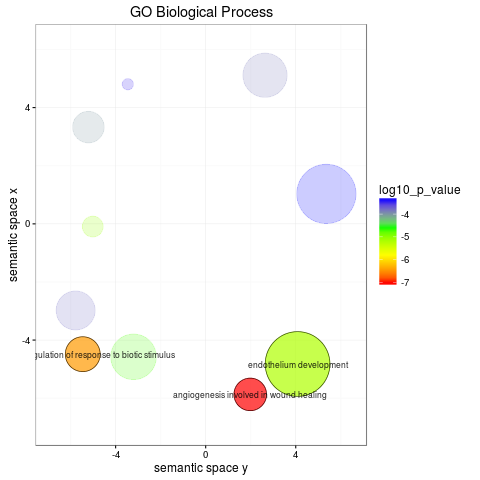 GO Biological Process
semantic space x
4
0
-4
ulation of response to biotic stimulus
endothelium development
angiogenesis involved in wound healing
-4
0
4
semantic space y
log10_p_value
-4
-5
-6
-7